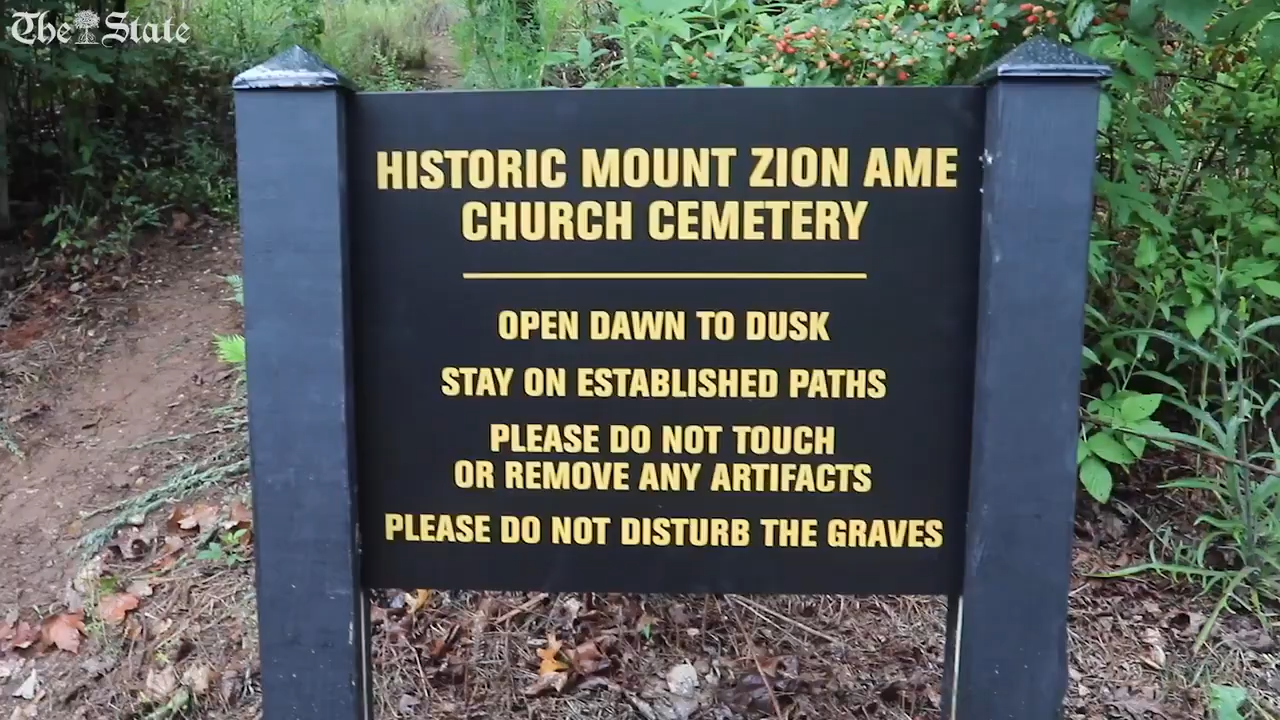 The State
HISTORIC MOUNT ZION AME
CHURCH CEMETERY
OPEN DAWN TO DUSK
STAY ON ESTABLISHED PATHS
PLEASE DO NOT TOUCH
OR REMOVE ANY ARTIFACTS
PLEASE DO NOT DISTURB THE GRAVES